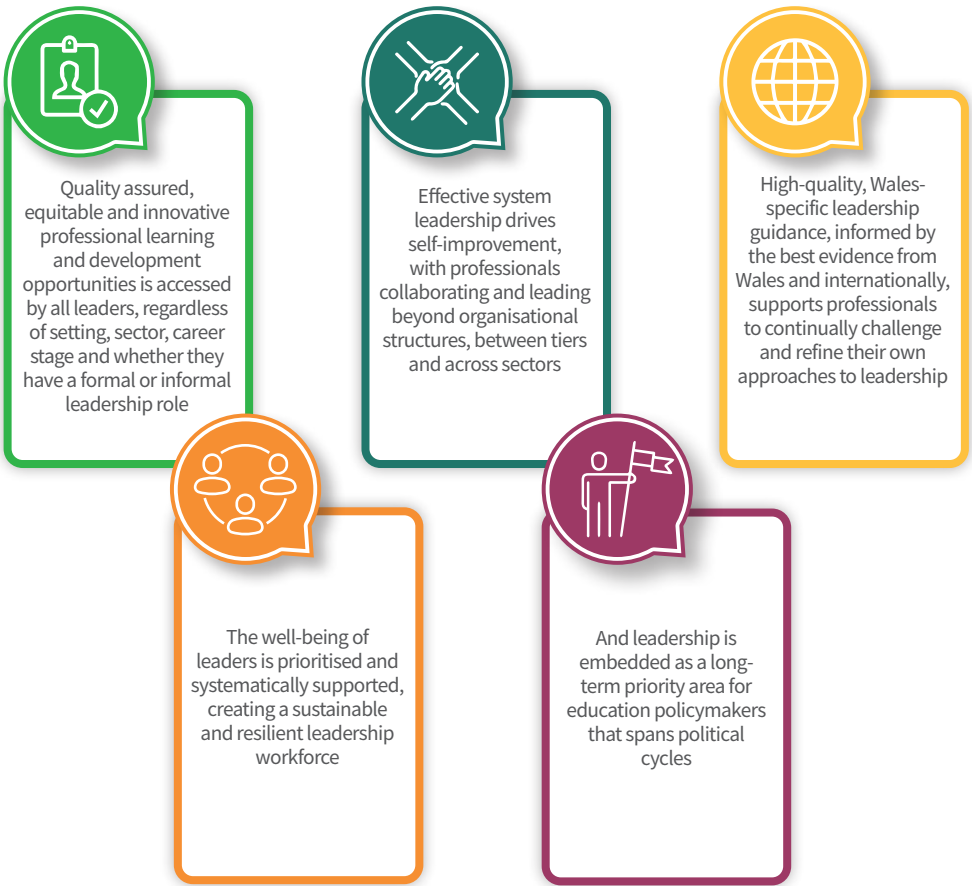 Quality assured,
equitable and innovative
professional learning
and development
opportunities is accessed
by all leaders, regardless
of setting, sector, career
stage and whether they
have a formal or informal
leadership role
Effective system
leadership drives
self-improvement,
with professionals
collaborating and leading
beyond organisational
structures, between tiers
and across sectors
High-quality, Wales-
specific leadership
guidance, informed by
the best evidence from
Wales and internationally,
supports professionals
to continually challenge
and refine their own
approaches to leadership
The well-being of
leaders is prioritised and
systematically supported,
creating a sustainable
and resilient leadership
workforce
And leadership is
embedded as a long-
term priority area for
education policymakers
that spans political
cycles